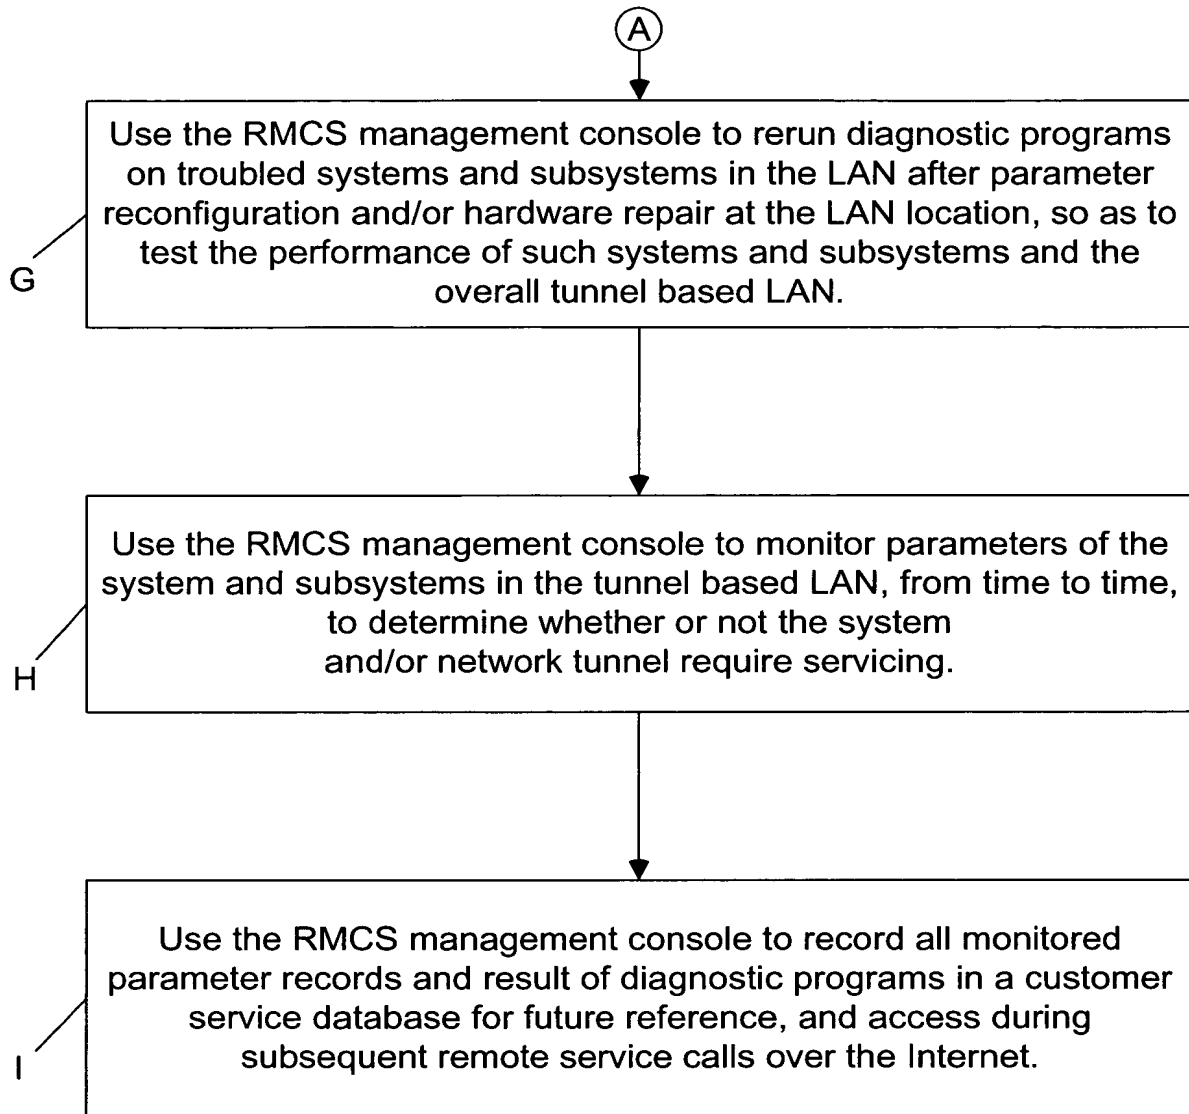 A
Use the RMCS management console to rerun diagnostic programs
on troubled systems and subsystems in the LAN after parameter
reconfiguration and/or hardware repair at the LAN location, so as to
test the performance of such systems and subsystems and the
overall tunnel based LAN.
G
Use the RMCS management console to monitor parameters of the
system and subsystems in the tunnel based LAN, from time to time,
to determine whether or not the system
and/or network tunnel require servicing.
H
Use the RMCS management console to record all monitored
parameter records and result of diagnostic programs in a customer
service database for future reference, and access during
subsequent remote service calls over the Internet.
I